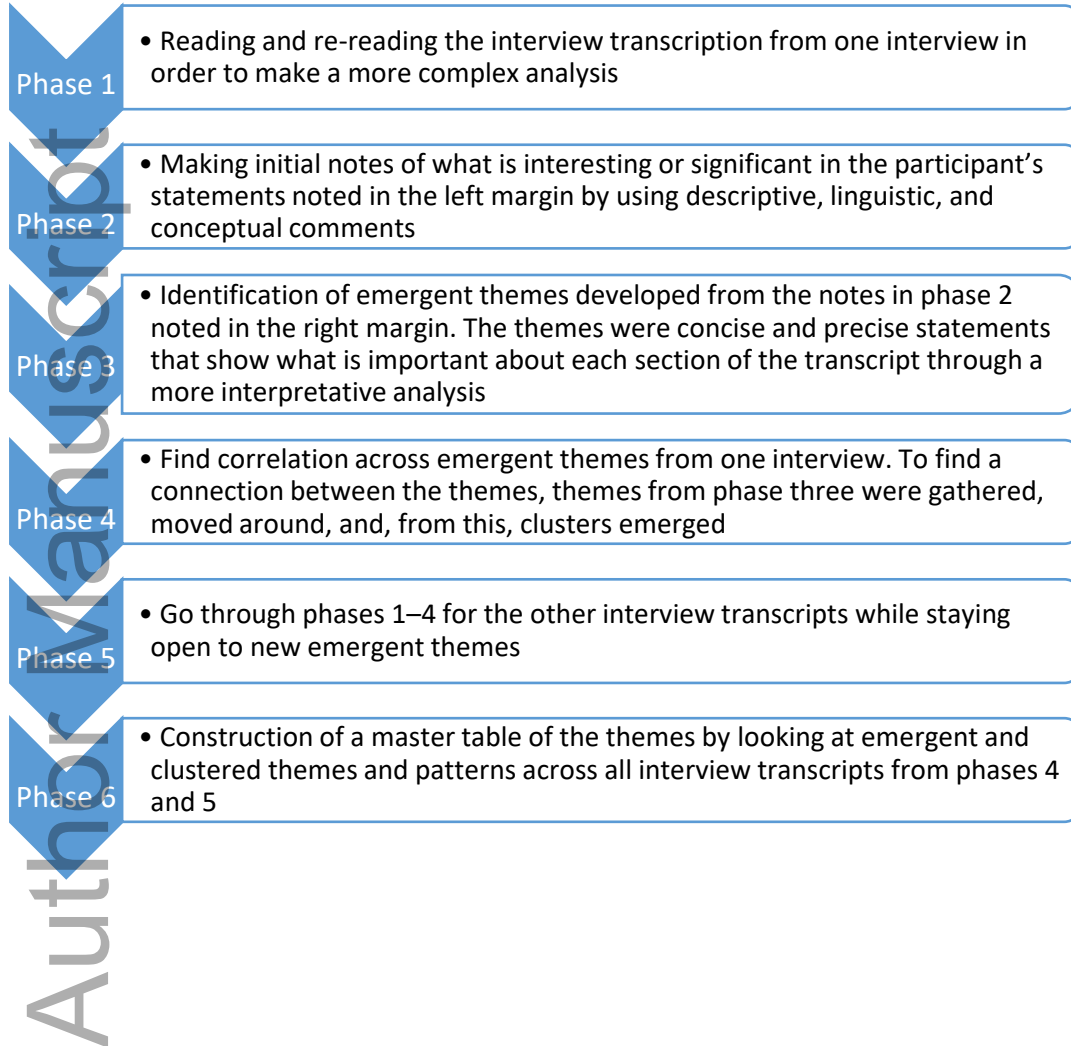 Phase 1
• Reading and re-reading the interview transcription from one interview in
order to make a more complex analysis
Phase 2
• Making initial notes of what is interesting or significant in the participant’s
statements noted in the left margin by using descriptive, linguistic, and
conceptual comments
Phase 3
• Identification of emergent themes developed from the notes in phase 2
noted in the right margin. The themes were concise and precise statements
that show what is important about each section of the transcript through a
more interpretative analysis
Phase 4
• Find correlation across emergent themes from one interview. To find a
connection between the themes, themes from phase three were gathered,
moved around, and, from this, clusters emerged
Phase 5
• Go through phases 1–4 for the other interview transcripts while staying
open to new emergent themes
Phase 6
• Construction of a master table of the themes by looking at emergent and
clustered themes and patterns across all interview transcripts from phases 4
and 5
Author Manuscript